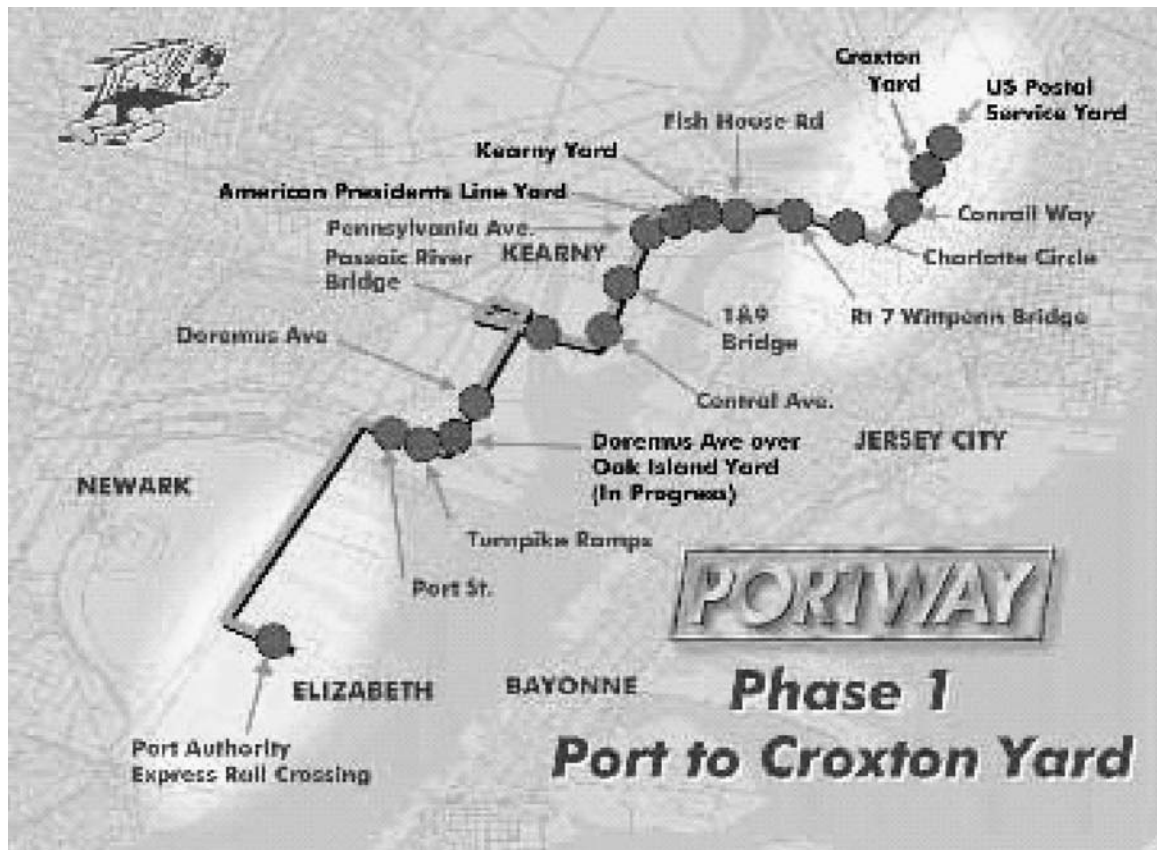 Croxton
Yard
US Postal
Service Yard
Fish House Rd
Kearny Yard
American Presidents Line Yard
Pennsylvania Ave.
Conrail Way
KEARNY
Passaic River
Bridge
Charlotte Circle
1&9
Bridge
Rt 7 Wittpenn Bridge
Doremus Ave
Central Ave.
Doremus Ave over
Oak Island Yard
(In Progress)
JERSEY CITY
NEWARK
Turnpike Ramps
Port St.
PORTWAY
ELIZABETH
BAYONNE
Phase 1
Port to Croxton Yard
Port Authority
Express Rail Crossing